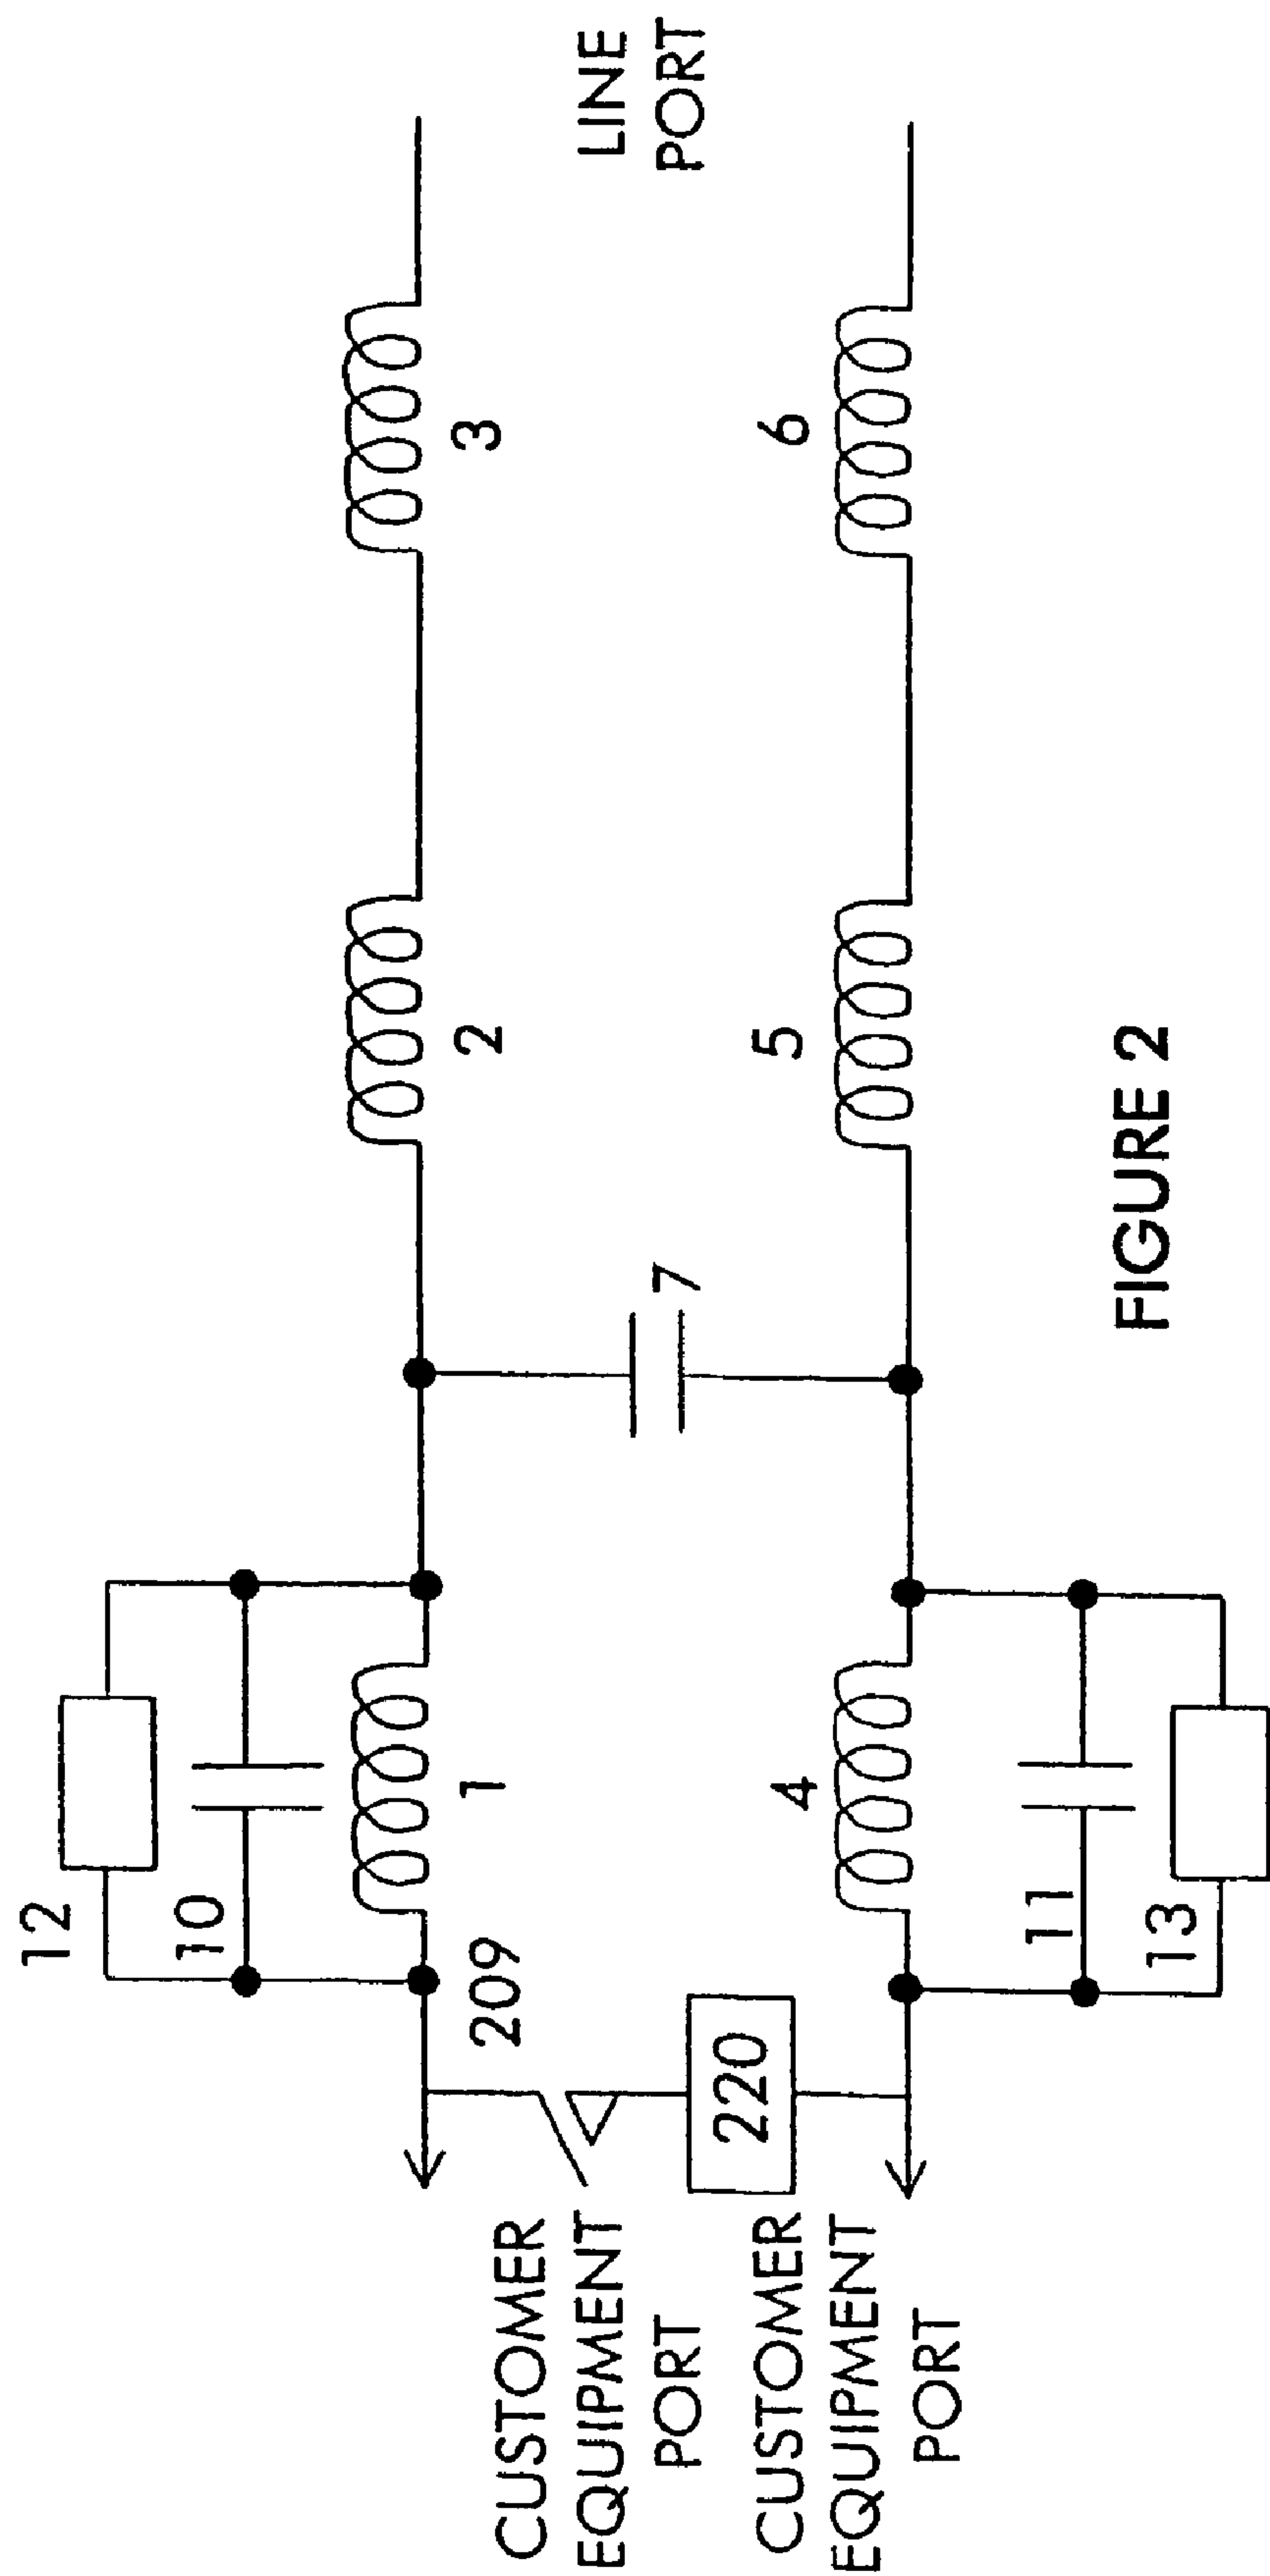 12
10
1
209
CUSTOMER
EQUIPMENT
PORT
220
CUSTOMER
EQUIPMENT
PORT
4
11
13
7
2
5
3
6
LINE
PORT
FIGURE 2